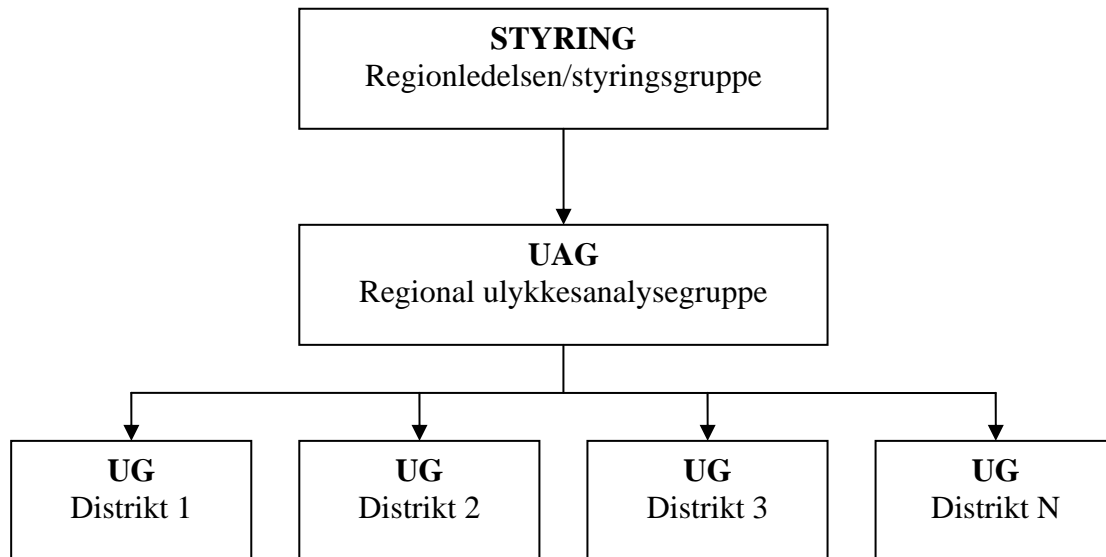 STYRING
Regionledelsen/styringsgruppe
UAG
Regional ulykkesanalysegruppe
UG
Distrikt 1
UG
Distrikt 2
UG
Distrikt 3
UG
Distrikt N